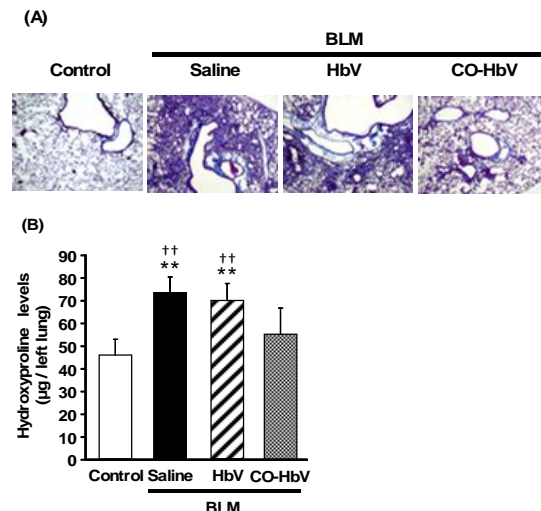 (A)
BLM
Control Saline HbV CO-HbV
(B)
Hydroxyproline levels
(μg / left lung)
90
80
70
60
50
40
30
20
10
0
††
**
††
**
Control Saline HbV CO-HbV
BLM